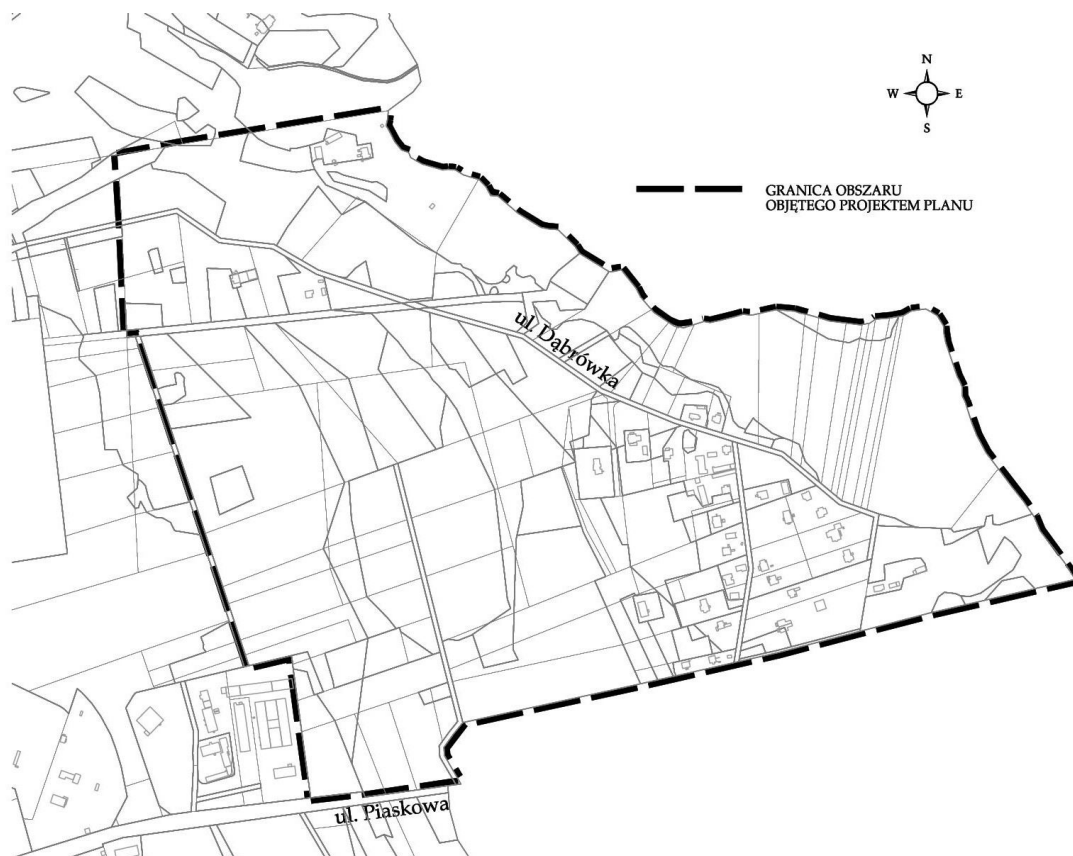 N
W E
S
GRANICA OBSZARU
OBJĘTEGO PROJEKTEM PLANU
ul. Dąbrówka
ul. Piaskowa